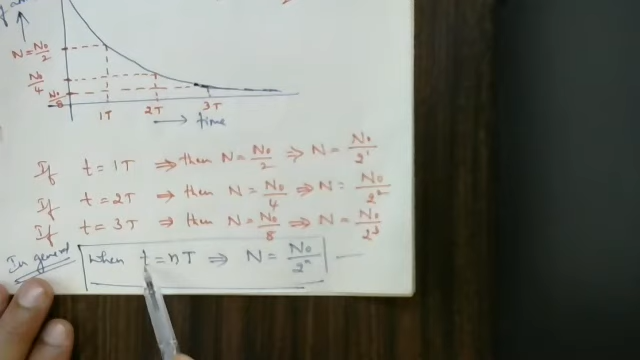 N = N₀/2
N₀/4
N₀/8
1T 2T 3T
→ time
If t = 1T ⇒ then N = N₀/2 ⇒ N = N₀/2¹
If t = 2T ⇒ then N = N₀/4 ⇒ N = N₀/2²
If t = 3T ⇒ then N = N₀/8 ⇒ N = N₀/2³
In general when t = nT ⇒ N = N₀/2ⁿ